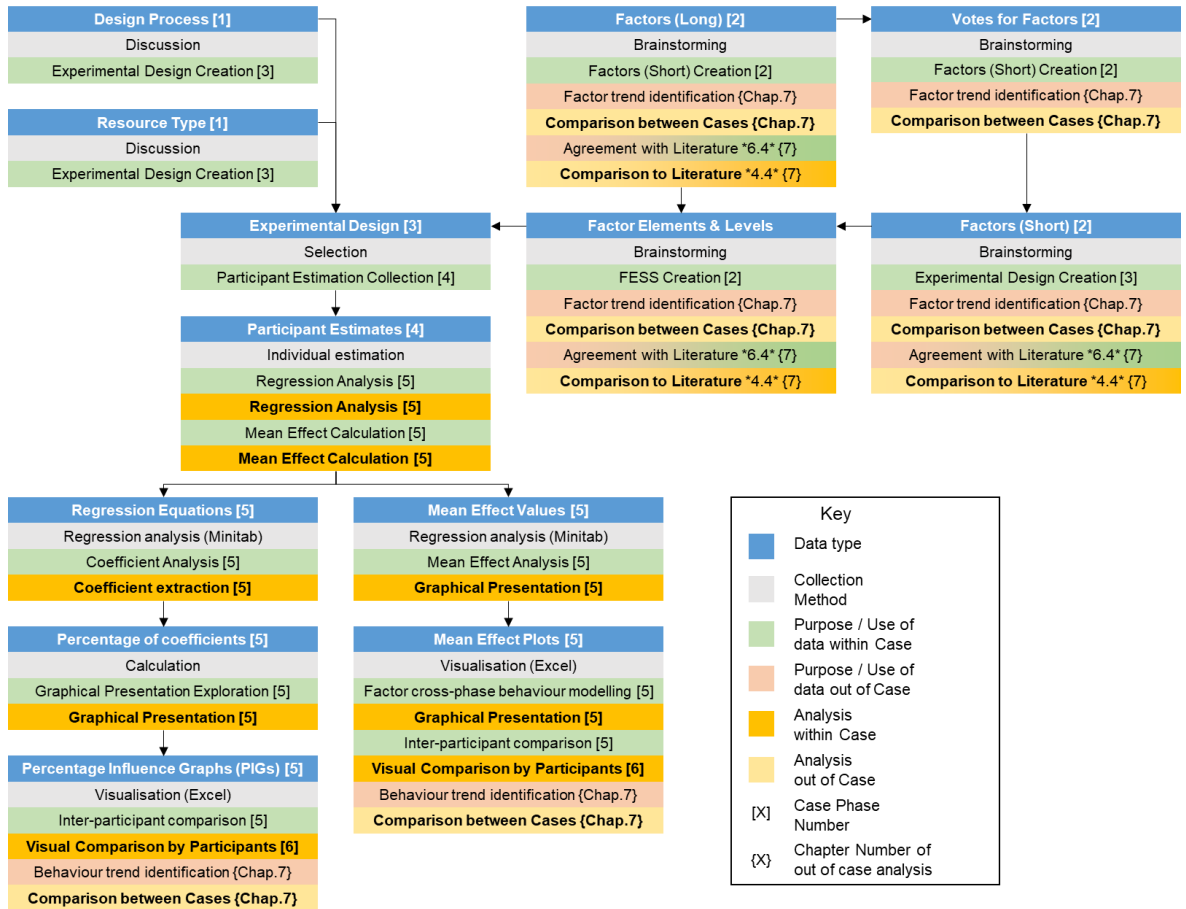 Design Process [1]
Discussion
Experimental Design Creation [3]
Resource Type [1]
Discussion
Experimental Design Creation [3]
Factors (Long) [2]
Brainstorming
Factors (Short) Creation [2]
Factor trend identification {Chap.7}
Comparison between Cases {Chap.7}
Agreement with Literature *6.4* {7}
Comparison to Literature *4.4* {7}
Votes for Factors [2]
Brainstorming
Factors (Short) Creation [2]
Factor trend identification {Chap.7}
Comparison between Cases {Chap.7}
Experimental Design [3]
Selection
Participant Estimation Collection [4]
Factor Elements & Levels
Brainstorming
FESS Creation [2]
Factor trend identification {Chap.7}
Comparison between Cases {Chap.7}
Agreement with Literature *6.4* {7}
Comparison to Literature *4.4* {7}
Factors (Short) [2]
Brainstorming
Experimental Design Creation [3]
Factor trend identification {Chap.7}
Comparison between Cases {Chap.7}
Agreement with Literature *6.4* {7}
Comparison to Literature *4.4* {7}
Participant Estimates [4]
Individual estimation
Regression Analysis [5]
Regression Analysis [5]
Mean Effect Calculation [5]
Mean Effect Calculation [5]
Regression Equations [5]
Regression analysis (Minitab)
Coefficient Analysis [5]
Coefficient extraction [5]
Mean Effect Values [5]
Regression analysis (Minitab)
Mean Effect Analysis [5]
Graphical Presentation [5]
Percentage of coefficients [5]
Calculation
Graphical Presentation Exploration [5]
Graphical Presentation [5]
Mean Effect Plots [5]
Visualisation (Excel)
Factor cross-phase behaviour modelling [5]
Graphical Presentation [5]
Inter-participant comparison [5]
Visual Comparison by Participants [6]
Behaviour trend identification {Chap.7}
Comparison between Cases {Chap.7}
Percentage Influence Graphs (PIGs) [5]
Visualisation (Excel)
Inter-participant comparison [5]
Visual Comparison by Participants [6]
Behaviour trend identification {Chap.7}
Comparison between Cases {Chap.7}
Key
Data type
Collection
Method
Purpose / Use of
data within Case
Purpose / Use of
data out of Case
Analysis
within Case
Analysis
out of Case
[X] Case Phase
Number
{X} Chapter Number of
out of case analysis